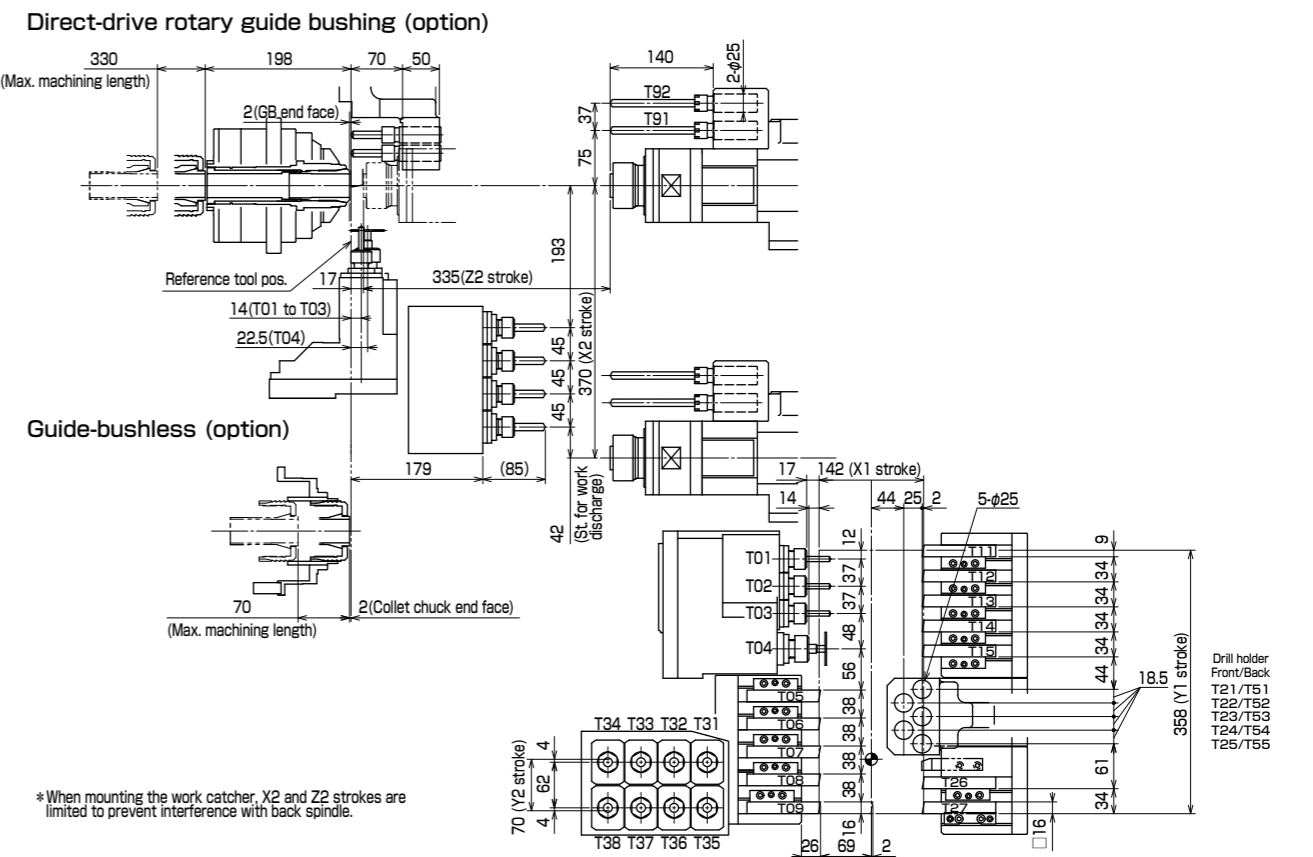 Direct-drive rotary guide bushing (option)
330
198
70
50
140
2-φ25
(Max. machining length)
2(GB end face)
T92
37
T91
75
193
Reference tool pos.
17
335(Z2 stroke)
14(T01 to T03)
22.5(T04)
45
45
45
370 (X2 stroke)
Guide-bushless (option)
179
(85)
42
(St. for work
discharge)
17
142 (X1 stroke)
14
44
25
2
5-φ25
70
(Max. machining length)
2(Collet chuck end face)
T01
T02
T03
T04
T05
T06
T07
T08
T09
12
37
37
48
56
38
38
38
38
16
T11
T12
T13
T14
T15
9
34
34
34
34
44
18.5
61
34
358 (Y1 stroke)
Drill holder
Front/Back
T21/T51
T22/T52
T23/T53
T24/T54
T25/T55
T26
T27
□16
T34 T33 T32 T31
4
62
4
70 (Y2 stroke)
T38 T37 T36 T35
26
69
2
*When mounting the work catcher, X2 and Z2 strokes are
limited to prevent interference with back spindle.